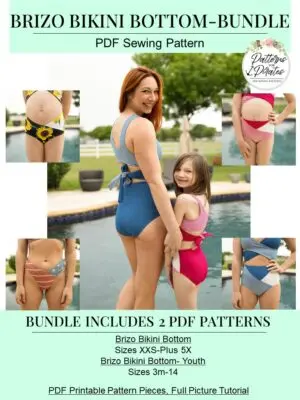 BRIZO BIKINI BOTTOM-BUNDLE
PDF Sewing Pattern
Patterns
Pirates
BUNDLE INCLUDES 2 PDF PATTERNS
Brizo Bikini Bottom
Sizes XXS-Plus 5X
Brizo Bikini Bottom- Youth
Sizes 3m-14
PDF Printable Pattern Pieces, Full Picture Tutorial